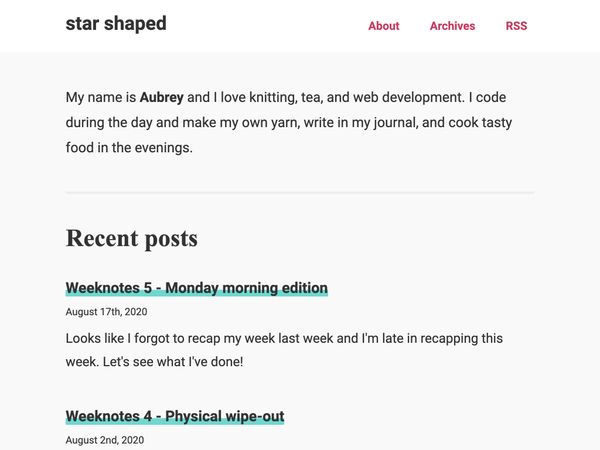 star shaped
About Archives RSS
My name is Aubrey and I love knitting, tea, and web development. I code
during the day and make my own yarn, write in my journal, and cook tasty
food in the evenings.
Recent posts
Weeknotes 5 - Monday morning edition
August 17th, 2020
Looks like I forgot to recap my week last week and I'm late in recapping this
week. Let's see what I've done!
Weeknotes 4 - Physical wipe-out
August 2nd, 2020